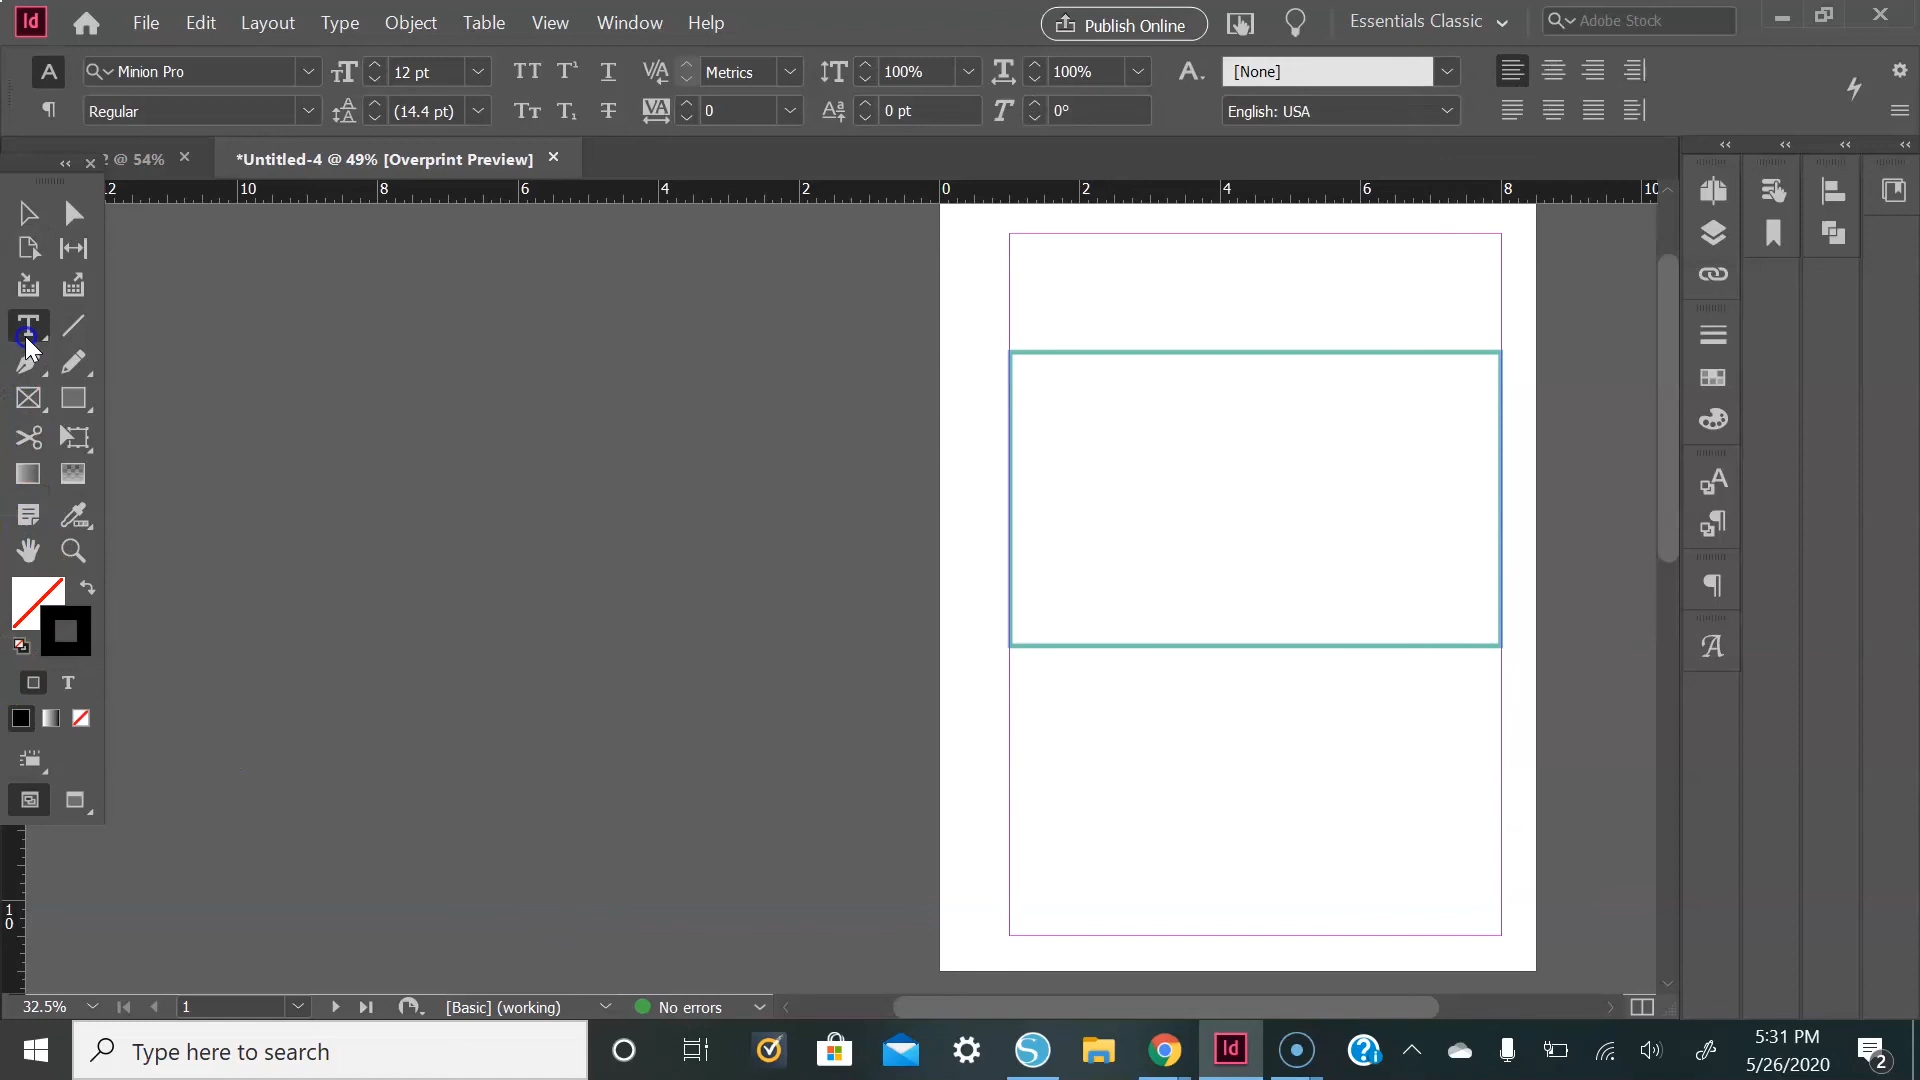 Id File Edit Layout Type Object Table View Window Help Publish Online Essentials Classic Adobe Stock
A Minion Pro 12 pt Metrics 100% 100% A. [None]
Regular (14.4 pt) 0 0 pt 0° English: USA
2 @ 54% *Untitled-4 @ 49% [Overprint Preview]
12 10 8 6 4 2 0 2 4 6 8 10
T
10
32.5% 1 [Basic] (working) No errors
Type here to search
Id
5:31 PM
5/26/2020
2